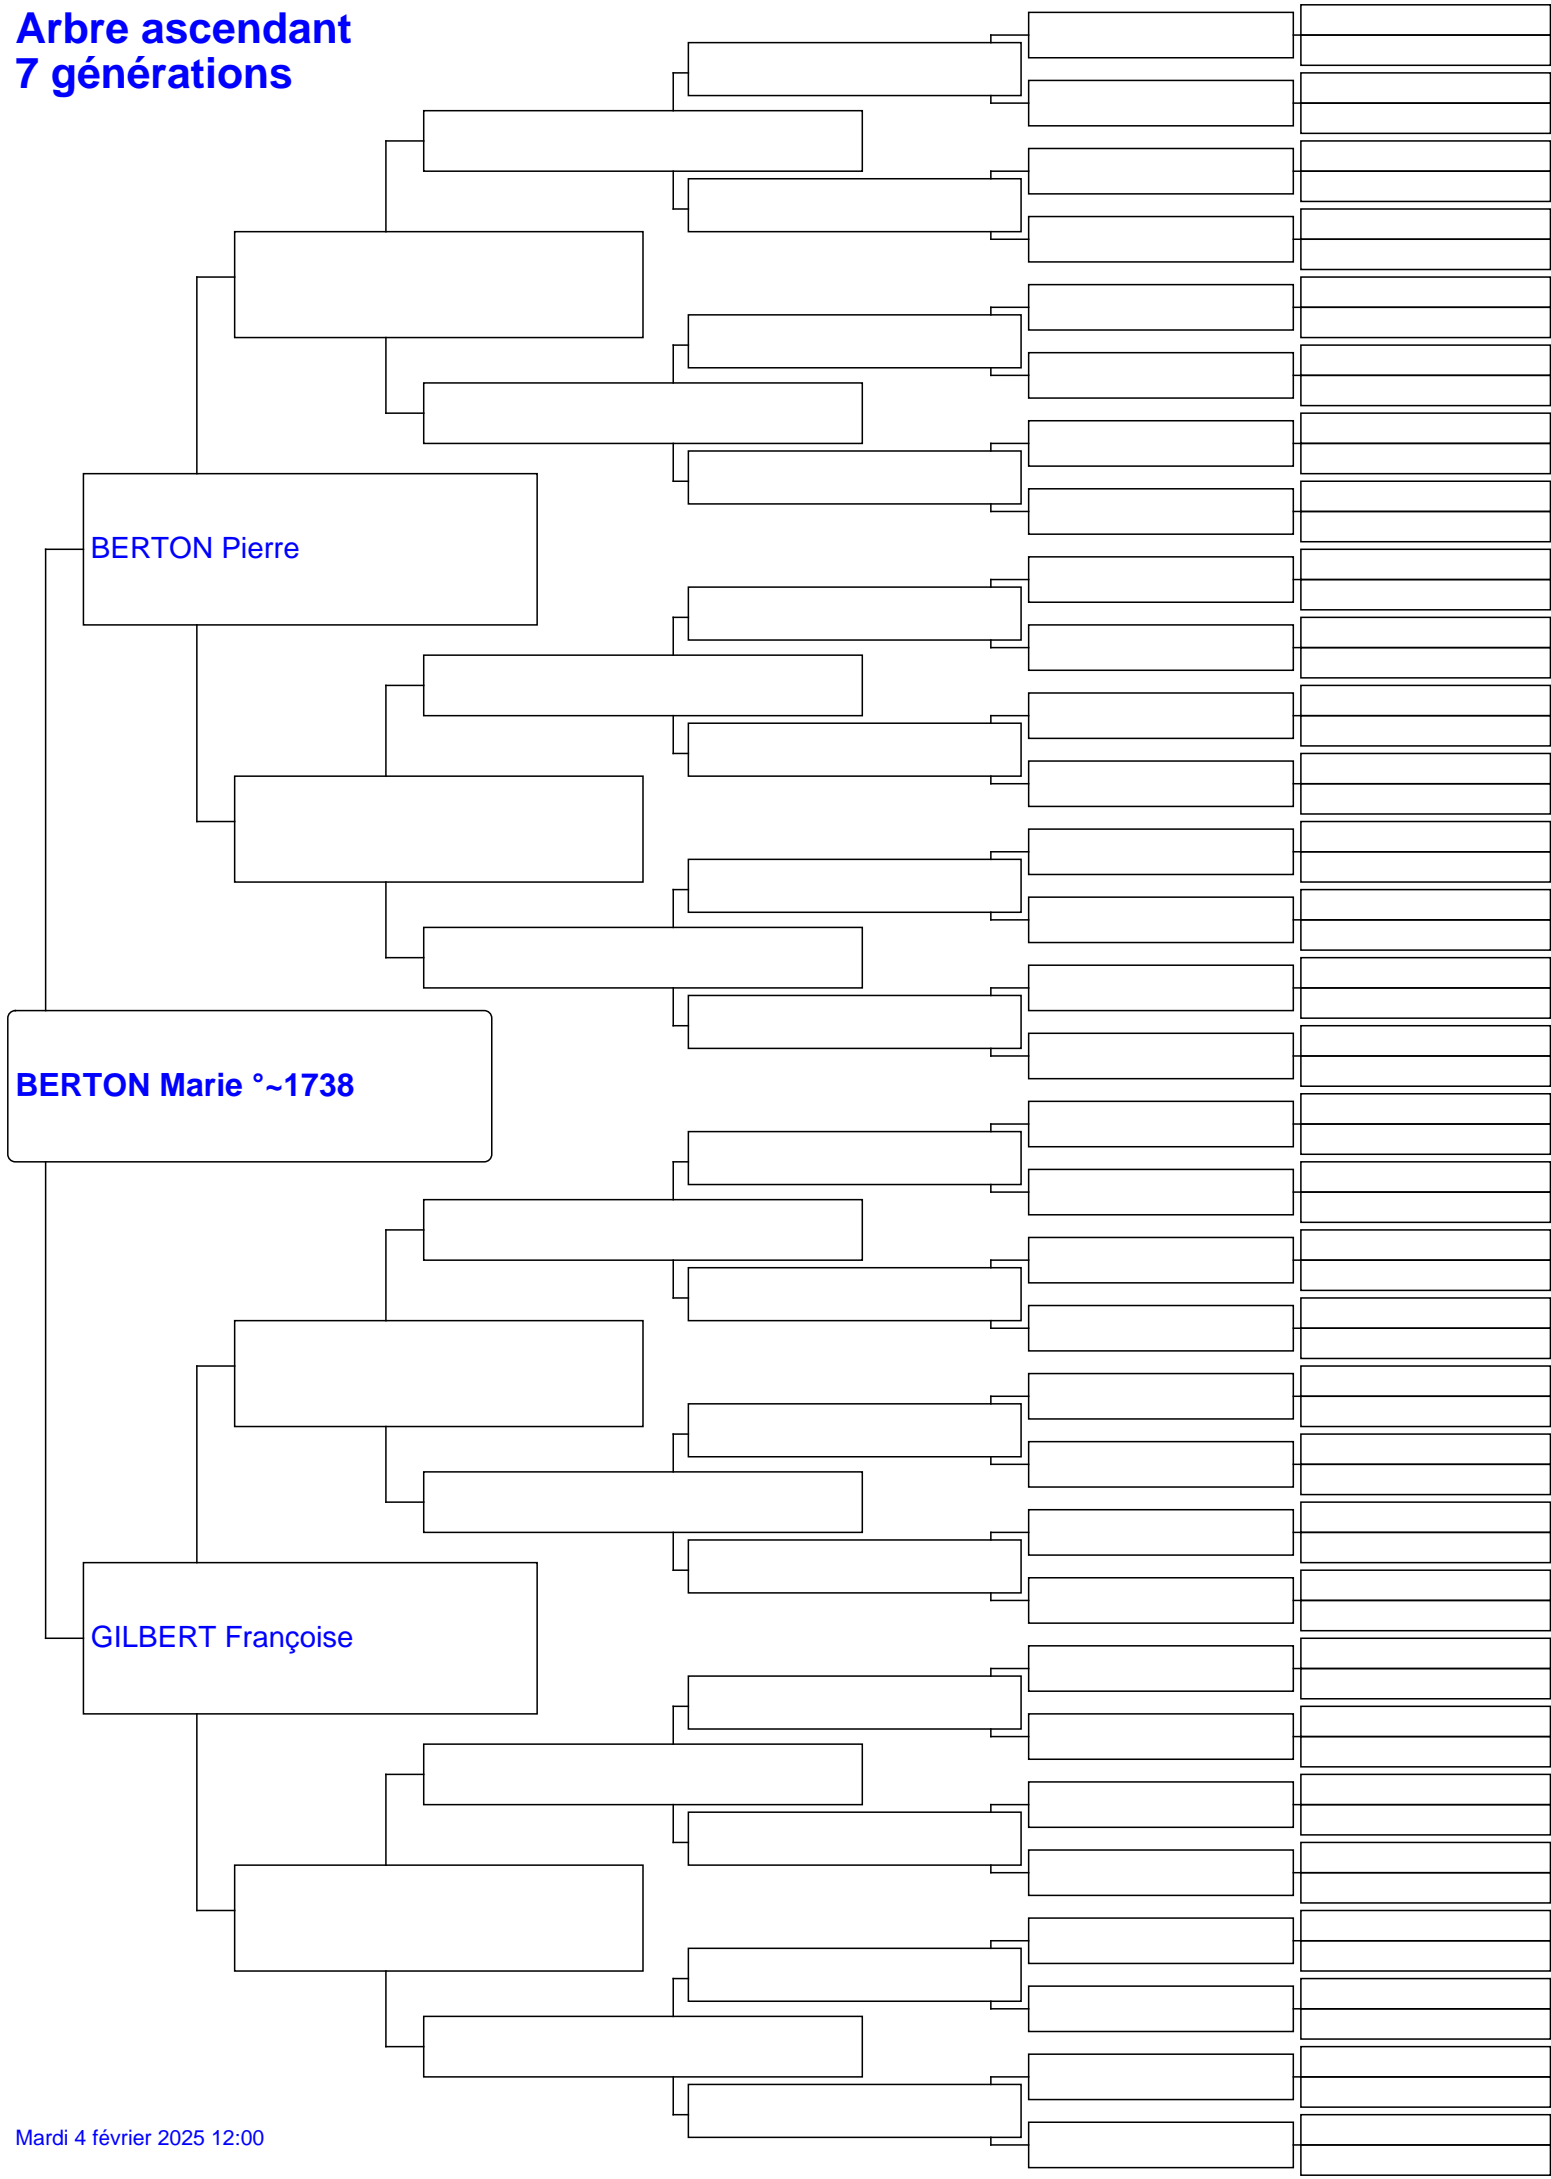 Arbre ascendant
7 générations
BERTON Pierre
BERTON Marie °~1738
GILBERT Françoise
Mardi 4 février 2025 12:00